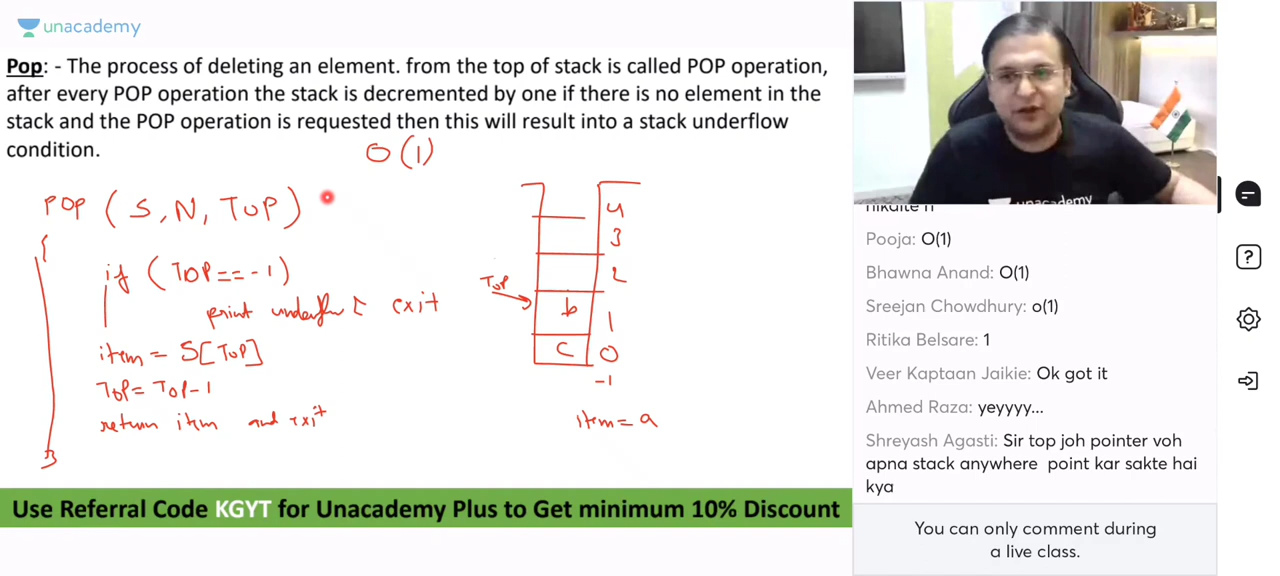 unacademy
Pop: - The process of deleting an element. from the top of stack is called POP operation,
after every POP operation the stack is decremented by one if there is no element in the
stack and the POP operation is requested then this will result into a stack underflow
condition.
O (1)
POP ( S, N, TOP )
{
if ( TOP == -1 )
print underflow & exit
item = S[TOP]
TOP = TOP-1
return item and exit
}
4
3
2
TOP
b 1
C 0
-1
item = a
Use Referral Code KGYT for Unacademy Plus to Get minimum 10% Discount
unacademy
Pooja: O(1)
Bhawna Anand: O(1)
Sreejan Chowdhury: o(1)
Ritika Belsare: 1
Veer Kaptaan Jaikie: Ok got it
Ahmed Raza: yeyyyy...
Shreyash Agasti: Sir top joh pointer voh
apna stack anywhere point kar sakte hai
kya
You can only comment during
a live class.